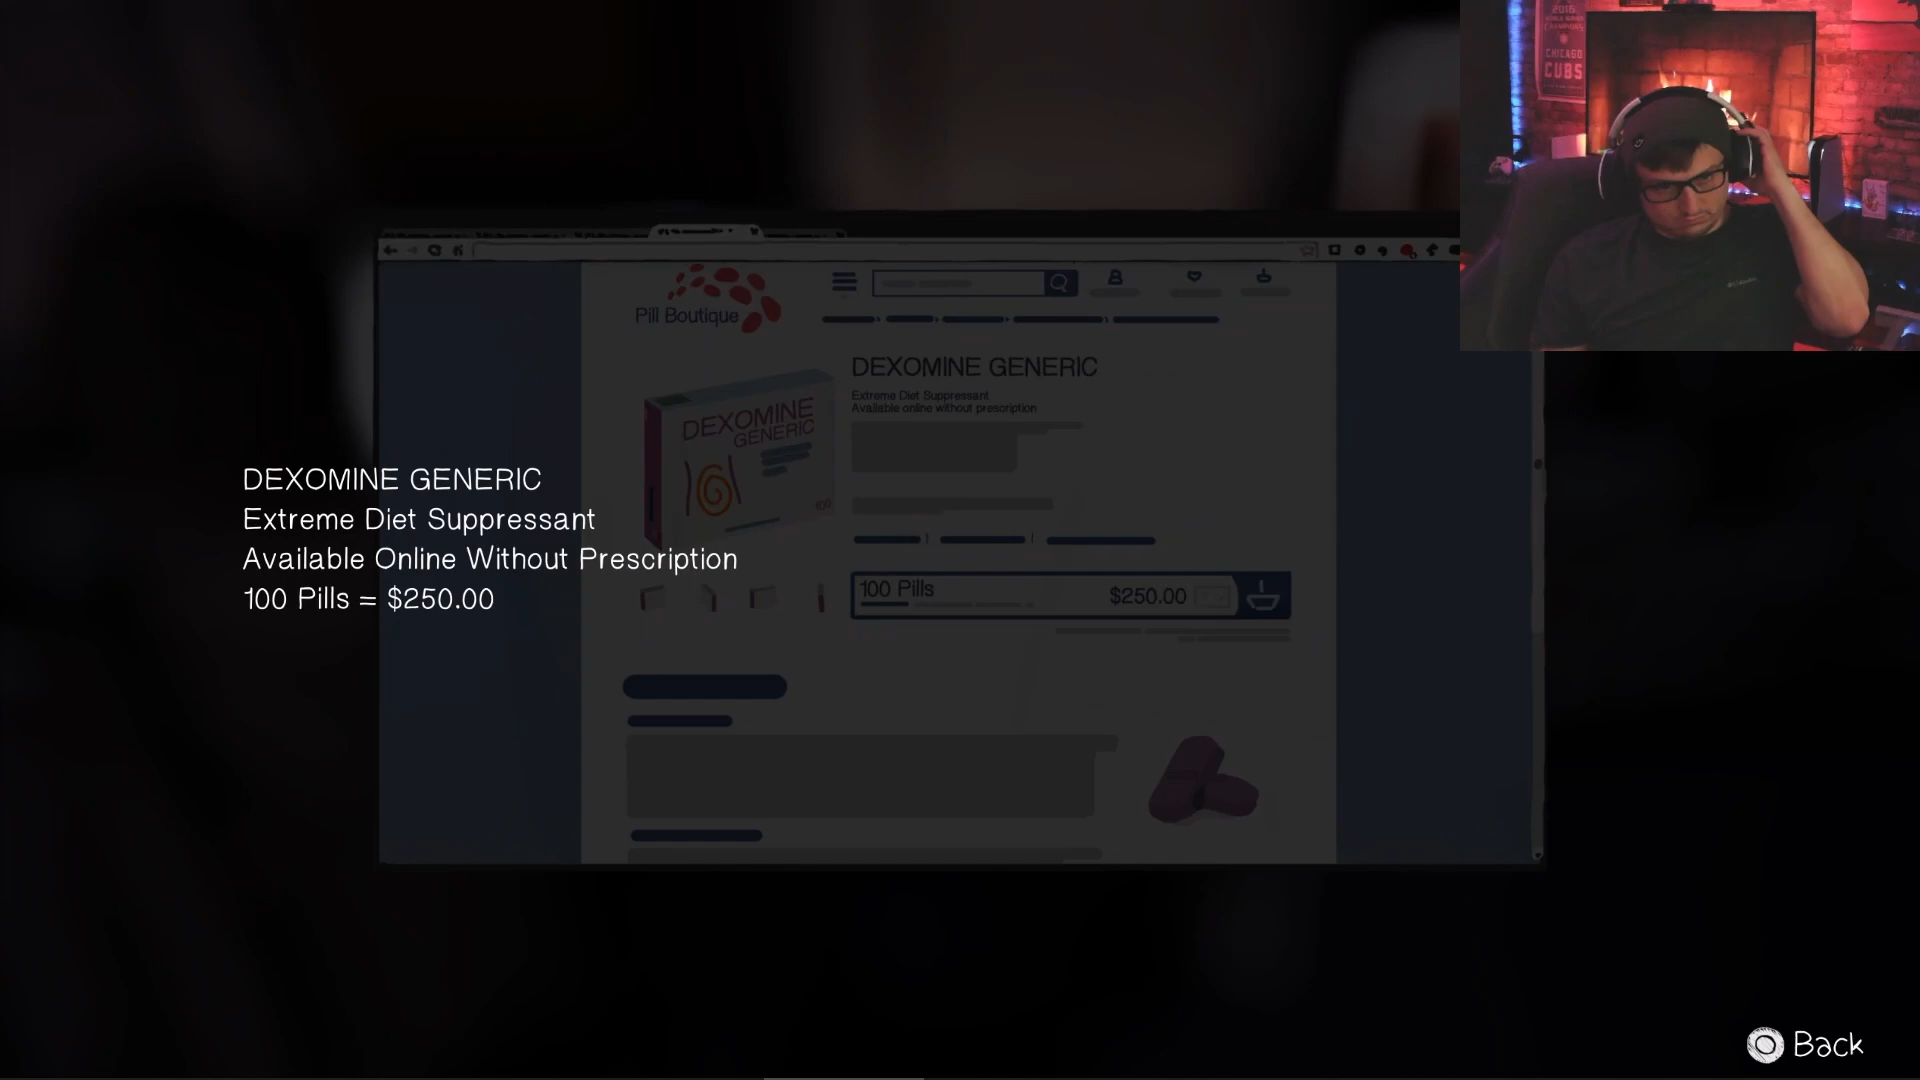 2016
CHICAGO
CUBS
Pill Boutique
DEXOMINE GENERIC
Extreme Diet Suppressant
Available online without prescription
DEXOMINE
GENERIC
100
100 Pills
$250.00
DEXOMINE GENERIC
Extreme Diet Suppressant
Available Online Without Prescription
100 Pills = $250.00
Back